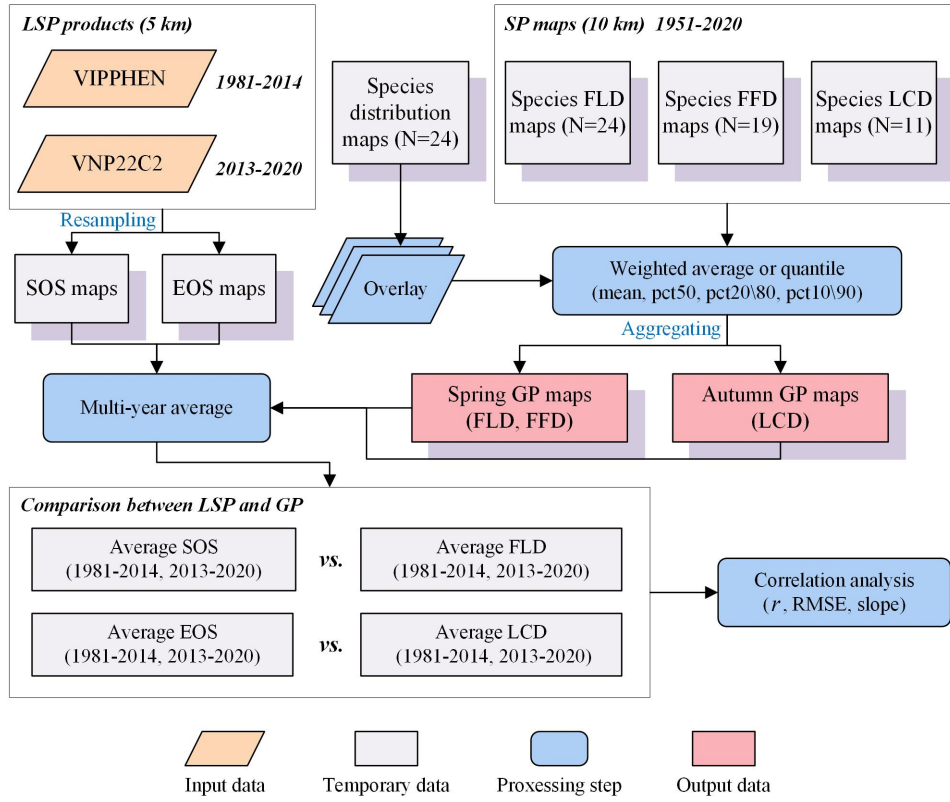 LSP products (5 km)
VIPPHEN
1981-2014
VNP22C2
2013-2020
Resampling
SOS maps
EOS maps
Species
distribution
maps (N=24)
SP maps (10 km) 1951-2020
Species FLD
maps (N=24)
Species FFD
maps (N=19)
Species LCD
maps (N=11)
Overlay
Weighted average or quantile
(mean, pct50, pct20\80, pct10\90)
Aggregating
Multi-year average
Spring GP maps
(FLD, FFD)
Autumn GP maps
(LCD)
Comparison between LSP and GP
Average SOS
(1981-2014, 2013-2020)
vs.
Average FLD
(1981-2014, 2013-2020)
Average EOS
(1981-2014, 2013-2020)
vs.
Average LCD
(1981-2014, 2013-2020)
Correlation analysis
(r, RMSE, slope)
Input data
Temporary data
Proxessing step
Output data